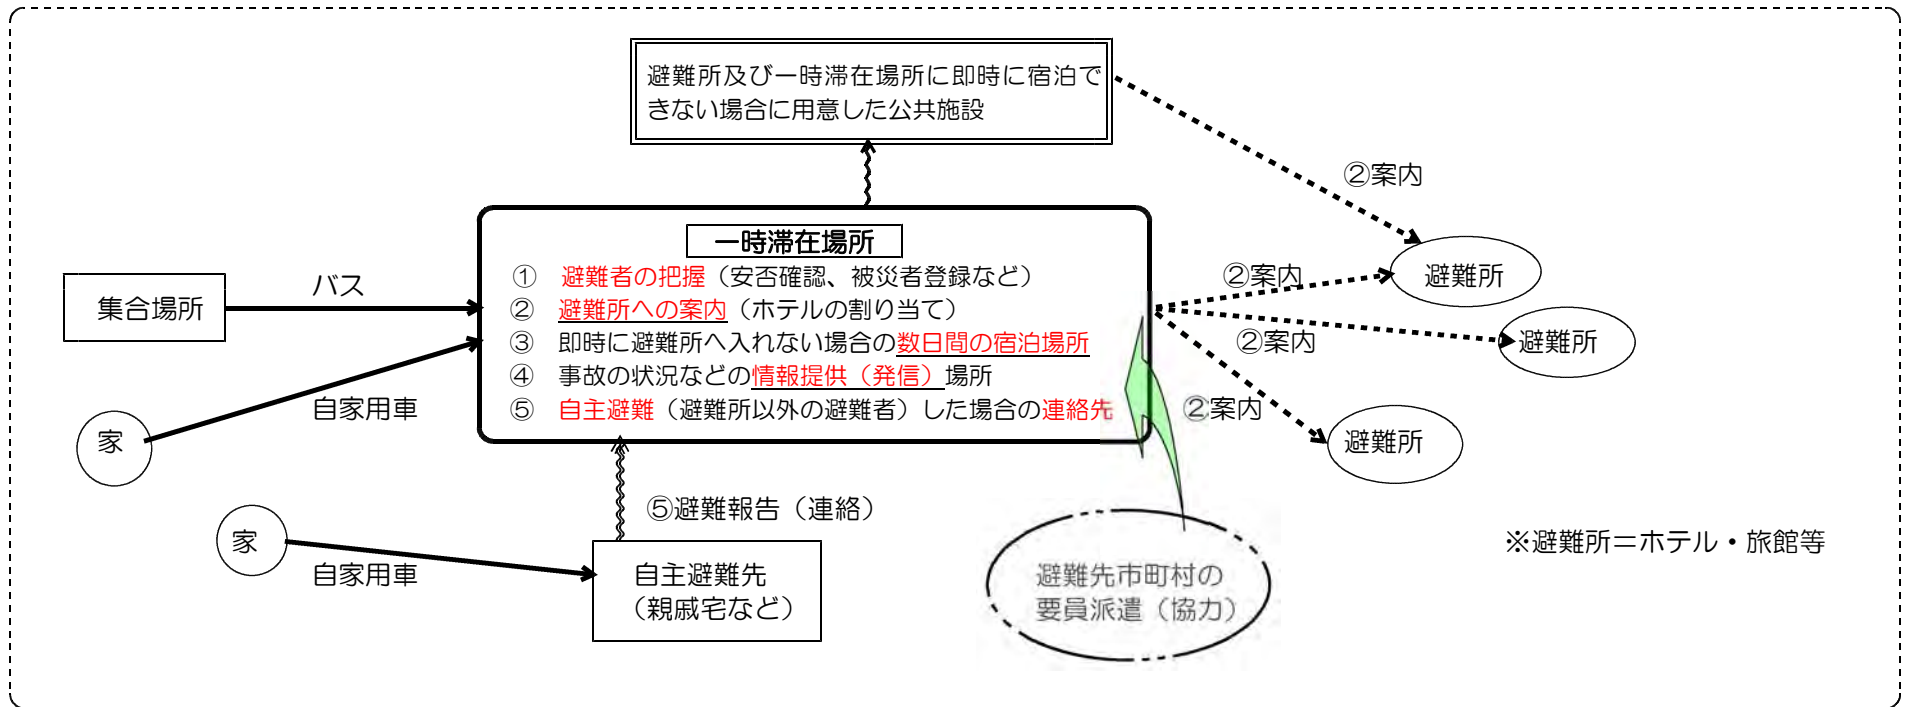 避難所及び一時滞在場所に即時に宿泊で
きない場合に用意した公共施設
②案内
一時滞在場所
① 避難者の把握（安否確認、被災者登録など）
② 避難所への案内（ホテルの割り当て）
③ 即時に避難所へ入れない場合の数日間の宿泊場所
④ 事故の状況などの情報提供（発信）場所
⑤ 自主避難（避難所以外の避難者）した場合の連絡先
集合場所
バス
家
自家用車
②案内
避難所
②案内
避難所
②案内
避難所
⑤避難報告（連絡）
家
自家用車
自主避難先
（親戚宅など）
避難先市町村の
要員派遣（協力）
※避難所＝ホテル・旅館等